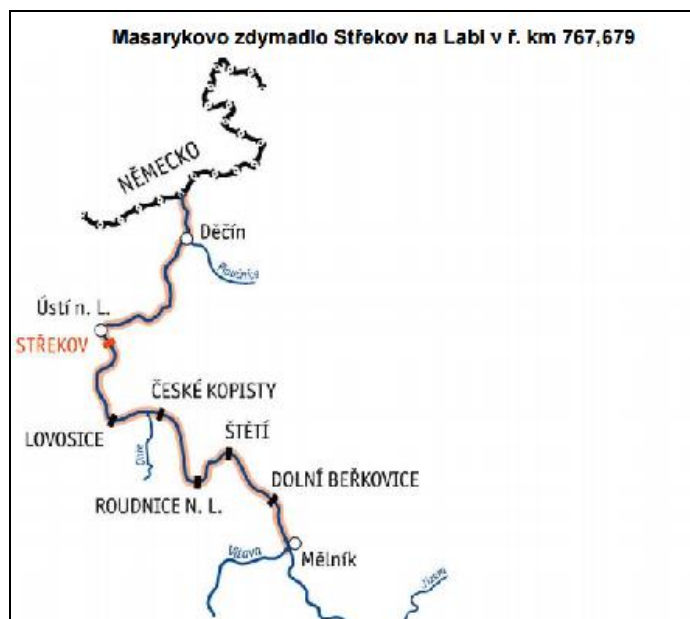 Masarykovo zdymadlo Střekov na Labi v ř. km 767,679
NĚMECKO
Děčín
Ploučnice
Ústí n. L.
STŘEKOV
ČESKÉ KOPISTY
LOVOSICE
ŠTĚTÍ
Ohře
DOLNÍ BEŘKOVICE
ROUDNICE N. L.
Vltava
Mělník
Jizera